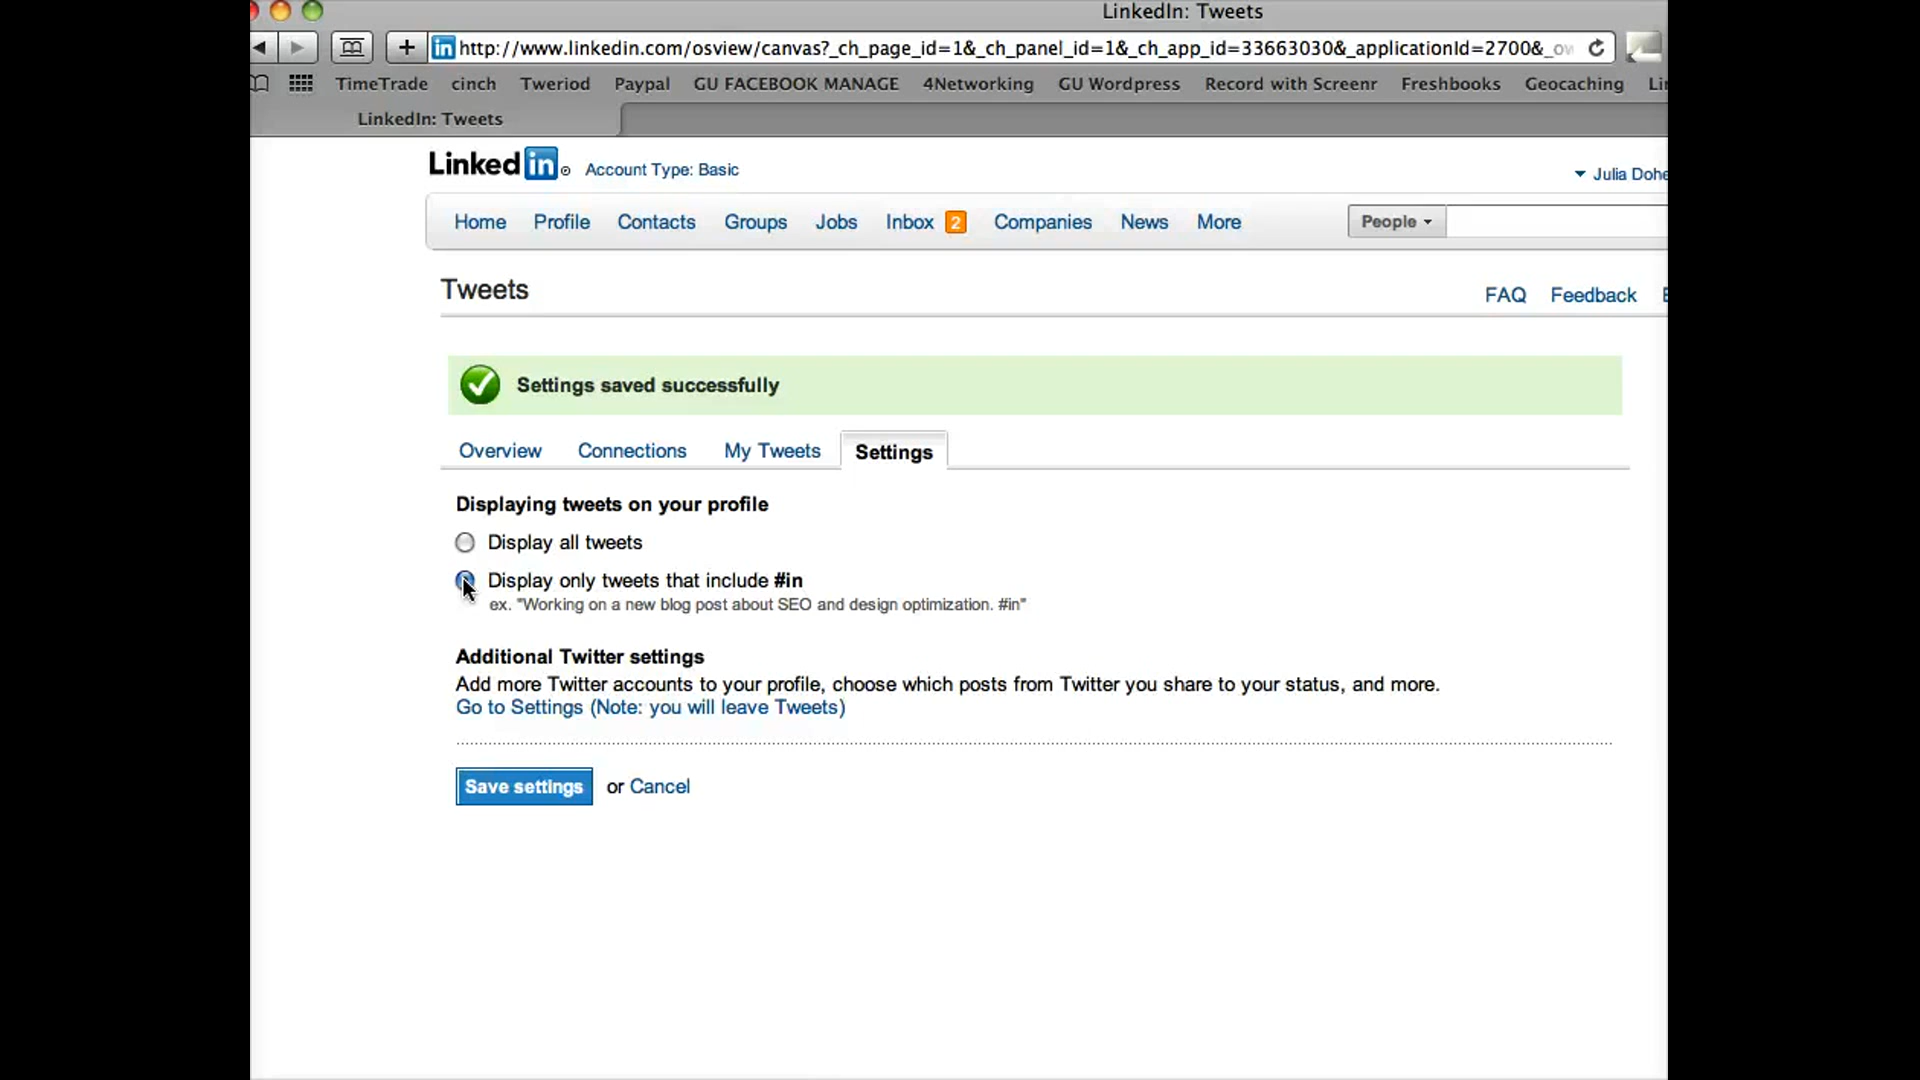 LinkedIn: Tweets
http://www.linkedin.com/osview/canvas?_ch_page_id=1&_ch_panel_id=1&_ch_app_id=33663030&_applicationId=2700&_ow
TimeTrade cinch Tweriod Paypal GU FACEBOOK MANAGE 4Networking GU Wordpress Record with Screenr Freshbooks Geocaching
LinkedIn: Tweets
Linked in Account Type: Basic
Julia Dohe
Home Profile Contacts Groups Jobs Inbox 2 Companies News More People
Tweets
FAQ Feedback
Settings saved successfully
Overview Connections My Tweets Settings
Displaying tweets on your profile
Display all tweets
Display only tweets that include #in
ex. "Working on a new blog post about SEO and design optimization. #in"
Additional Twitter settings
Add more Twitter accounts to your profile, choose which posts from Twitter you share to your status, and more.
Go to Settings (Note: you will leave Tweets)
Save settings or Cancel